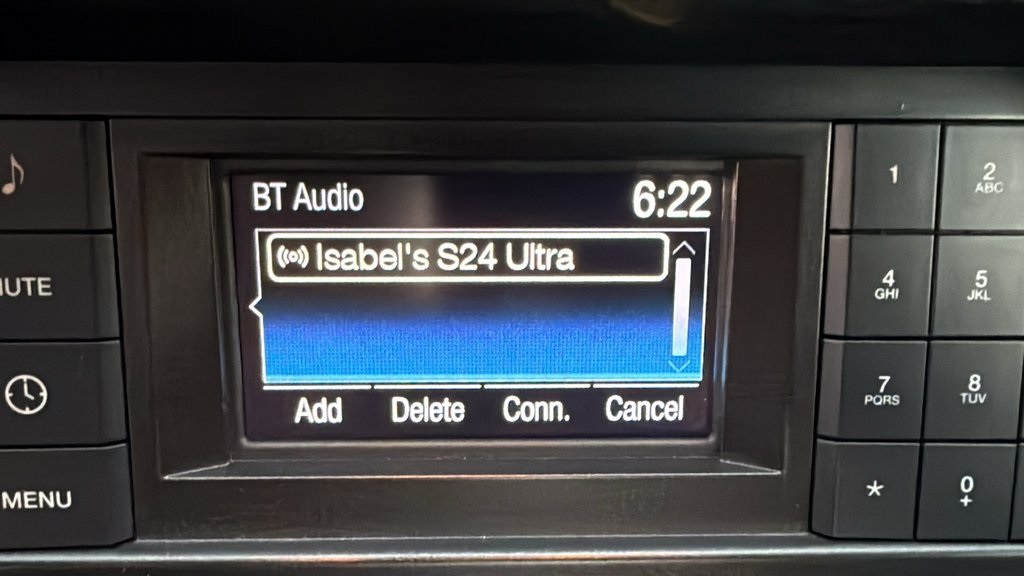 BT Audio 6:22
Isabel's S24 Ultra
Add Delete Conn. Cancel
MENU
1
2
ABC
4
GHI
5
JKL
7
PQRS
8
TUV
*
0
+